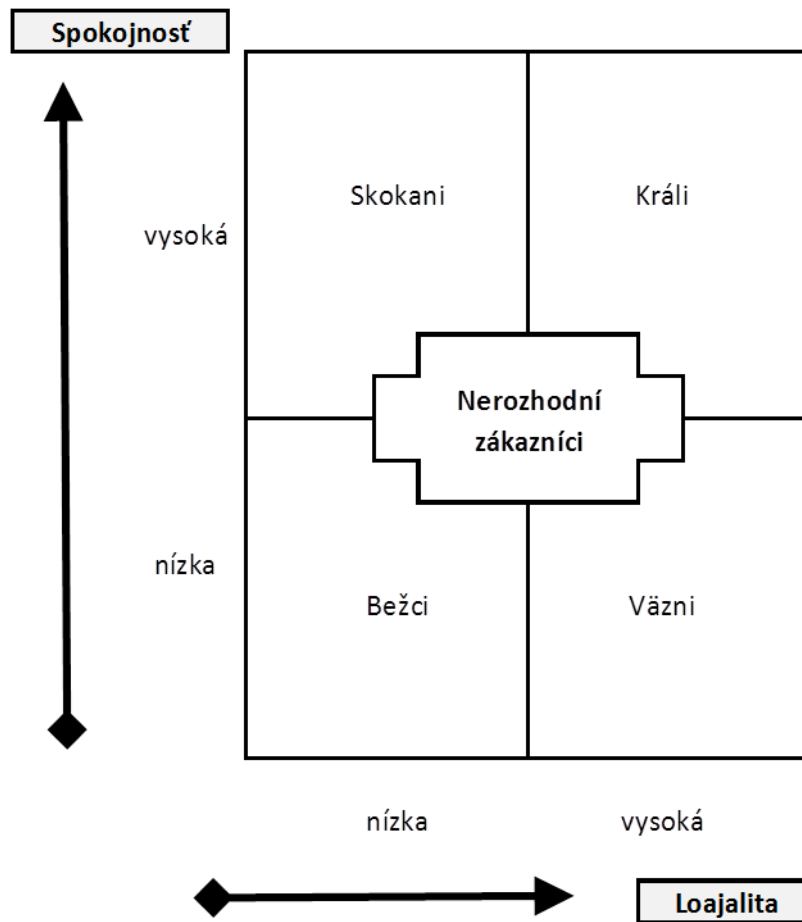 Spokojnosť
Skokani
Králi
vysoká
Nerozhodní
zákazníci
nízka
Bežci
Väzni
nízka
vysoká
Loajalita